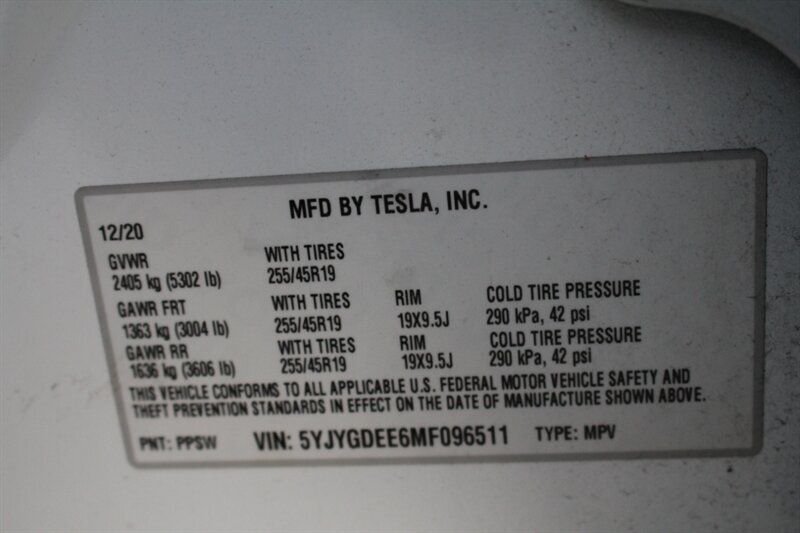 MFD BY TESLA, INC.
12/20
GVWR WITH TIRES
2405 kg (5302 lb) 255/45R19
GAWR FRT WITH TIRES RIM COLD TIRE PRESSURE
1363 kg (3004 lb) 255/45R19 19X9.5J 290 kPa, 42 psi
GAWR RR WITH TIRES RIM COLD TIRE PRESSURE
1636 kg (3606 lb) 255/45R19 19X9.5J 290 kPa, 42 psi
THIS VEHICLE CONFORMS TO ALL APPLICABLE U.S. FEDERAL MOTOR VEHICLE SAFETY AND
THEFT PREVENTION STANDARDS IN EFFECT ON THE DATE OF MANUFACTURE SHOWN ABOVE.
PNT: PPSW VIN: 5YJYGDEE6MF096511 TYPE: MPV